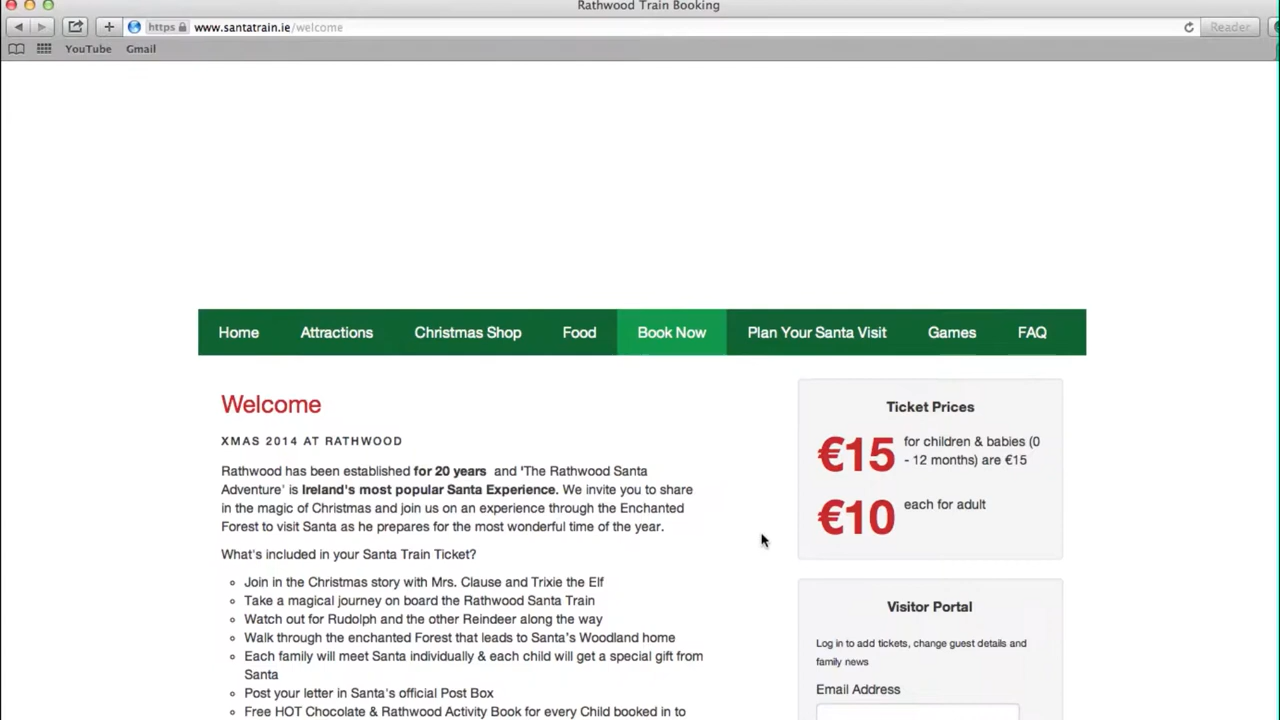 Rathwood Train Booking
https www.santatrain.ie/welcome Reader
YouTube Gmail
Home Attractions Christmas Shop Food Book Now Plan Your Santa Visit Games FAQ
Welcome
XMAS 2014 AT RATHWOOD
Rathwood has been established for 20 years and 'The Rathwood Santa
Adventure' is Ireland's most popular Santa Experience. We invite you to share
in the magic of Christmas and join us on an experience through the Enchanted
Forest to visit Santa as he prepares for the most wonderful time of the year.
What's included in your Santa Train Ticket?
Join in the Christmas story with Mrs. Clause and Trixie the Elf
Take a magical journey on board the Rathwood Santa Train
Watch out for Rudolph and the other Reindeer along the way
Walk through the enchanted Forest that leads to Santa's Woodland home
Each family will meet Santa individually & each child will get a special gift from
Santa
Post your letter in Santa's official Post Box
Free HOT Chocolate & Rathwood Activity Book for every Child booked in to
Ticket Prices
€15 for children & babies (0
- 12 months) are €15
€10 each for adult
Visitor Portal
Log in to add tickets, change guest details and
family news
Email Address